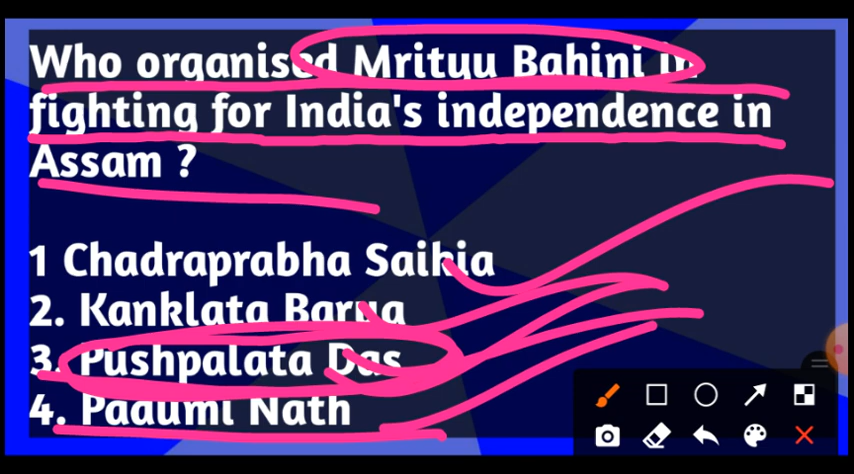 Who organised Mrituu Bahini in
fighting for India's independence in
Assam ?
1 Chadraprabha Saikia
2. Kanklata Barua
3. Pushpalata Das
4. Padumi Nath